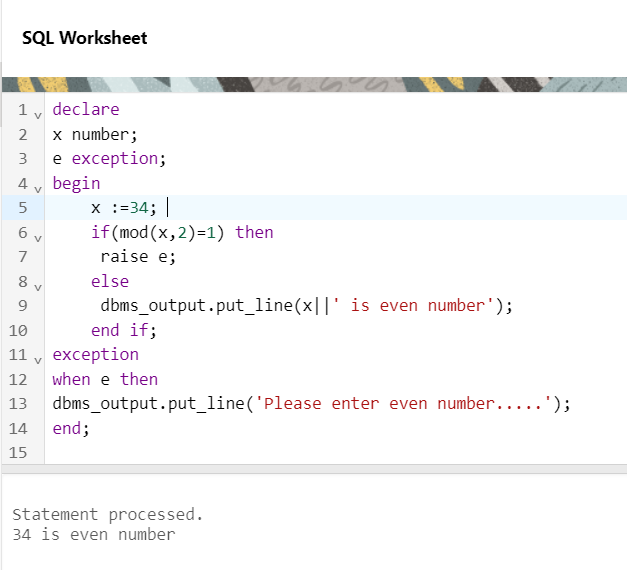 SQL Worksheet
1 declare
2 x number;
3 e exception;
4 begin
5     x :=34;
6     if(mod(x,2)=1) then
7      raise e;
8     else
9      dbms_output.put_line(x||' is even number');
10     end if;
11 exception
12 when e then
13 dbms_output.put_line('Please enter even number.....');
14 end;
15
Statement processed.
34 is even number